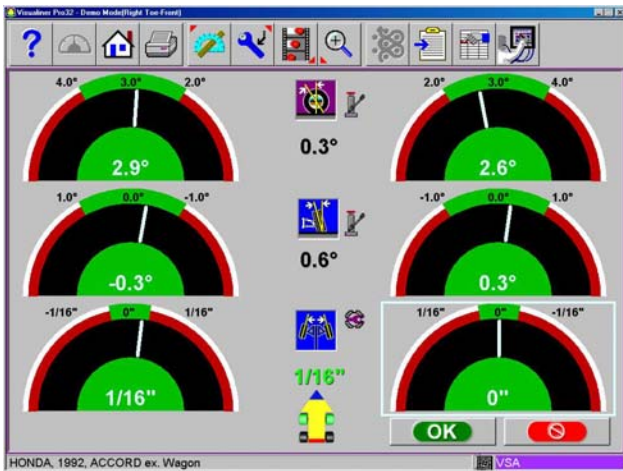 Visualiner Pro32 - Demo Mode(Right Toe-Front)
?
4.0° 3.0° 2.0°
2.9°
0.3°
2.0° 3.0° 4.0°
2.6°
1.0° 0.0° -1.0°
-0.3°
0.6°
-1.0° 0.0° 1.0°
0.3°
-1/16" 0" 1/16"
1/16"
1/16"
1/16" 0" -1/16"
0"
OK
HONDA, 1992, ACCORD ex. Wagon
VSA